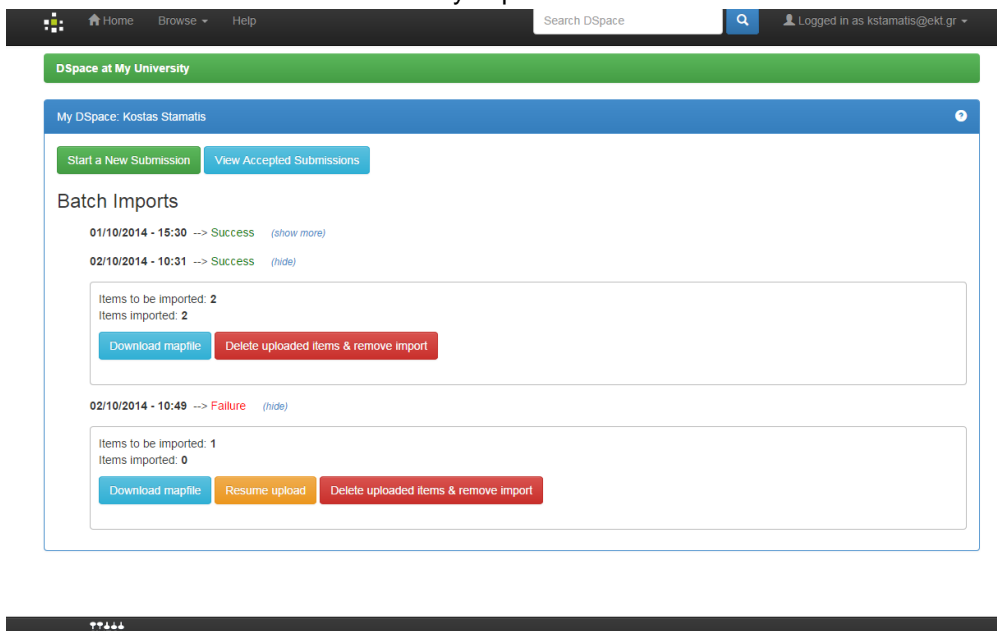 Home Browse Help Search DSpace Logged in as kstamatis@ekt.gr
DSpace at My University
My DSpace: Kostas Stamatis
Start a New Submission View Accepted Submissions
Batch Imports
01/10/2014 - 15:30 --> Success (show more)
02/10/2014 - 10:31 --> Success (hide)
Items to be imported: 2
Items imported: 2
Download mapfile Delete uploaded items & remove import
02/10/2014 - 10:49 --> Failure (hide)
Items to be imported: 1
Items imported: 0
Download mapfile Resume upload Delete uploaded items & remove import